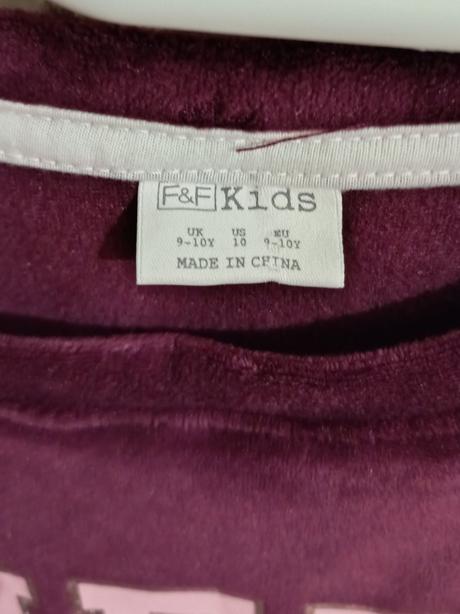 F&F Kids
UK US EU
9-10Y 10 9-10Y
MADE IN CHINA